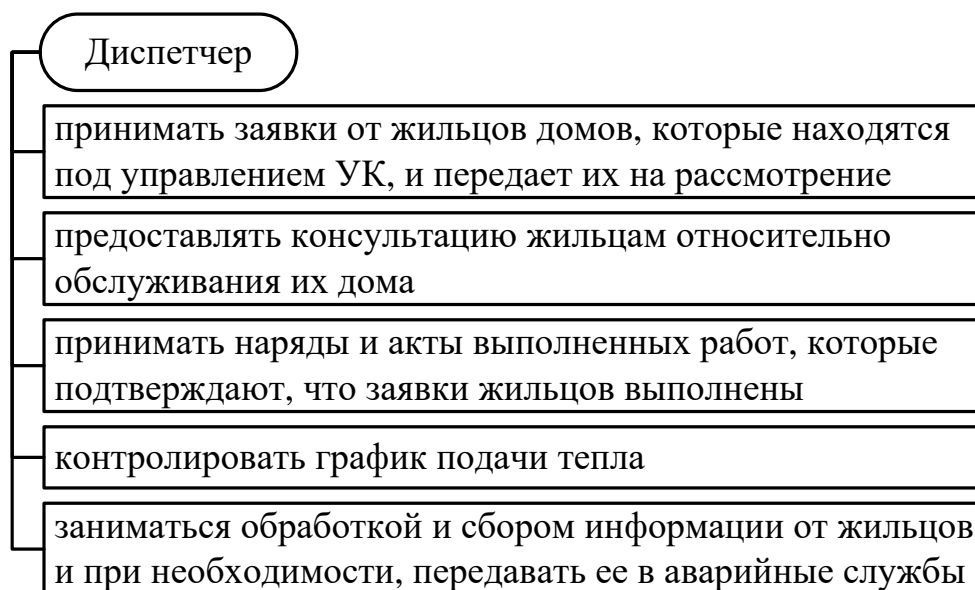 Диспетчер
принимать заявки от жильцов домов, которые находятся
под управлением УК, и передает их на рассмотрение
предоставлять консультацию жильцам относительно
обслуживания их дома
принимать наряды и акты выполненных работ, которые
подтверждают, что заявки жильцов выполнены
контролировать график подачи тепла
заниматься обработкой и сбором информации от жильцов
и при необходимости, передавать ее в аварийные службы